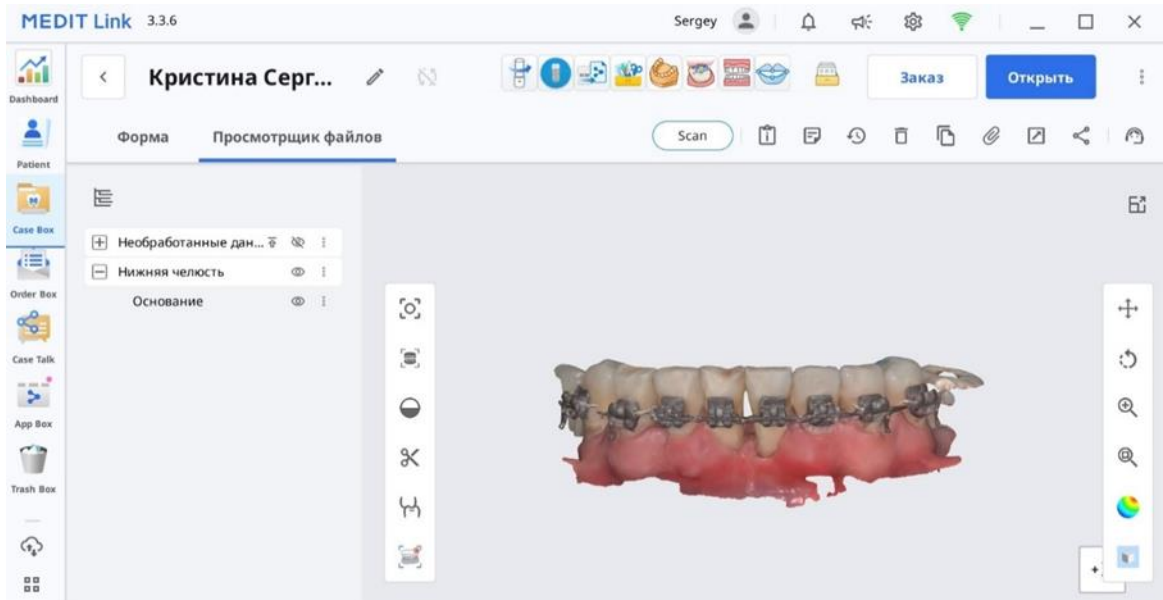 MEDIT Link 3.3.6 Sergey
Dashboard
Patient
Case Box
Order Box
Case Talk
App Box
Trash Box
Кристина Серг...
Заказ
Открыть
Форма
Просмотрщик файлов
Scan
Необработанные дан...
Нижняя челюсть
Основание